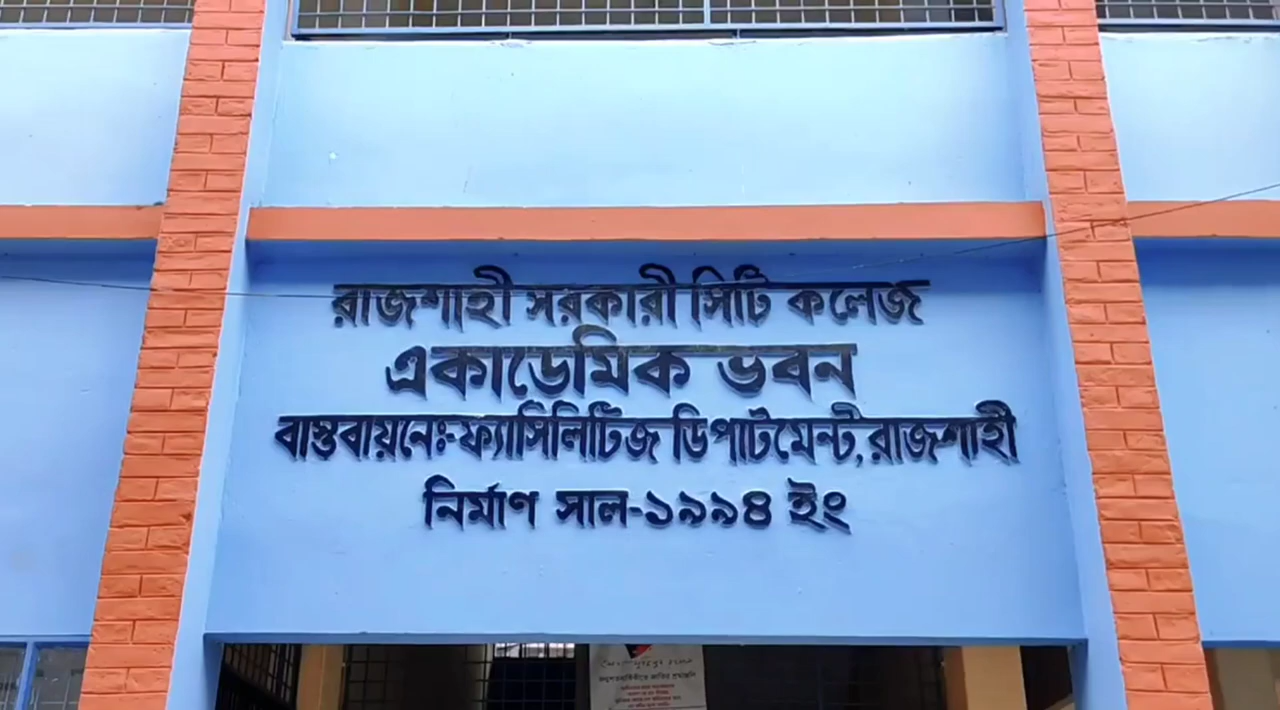 রাজশাহী সরকারী সিটি কলেজ
একাডেমিক ভবন
বাস্তবায়নেঃ-ফ্যাসিলিটিজ ডিপার্টমেন্ট,রাজশাহী
নির্মাণ সাল-১৯৯৪ ইং